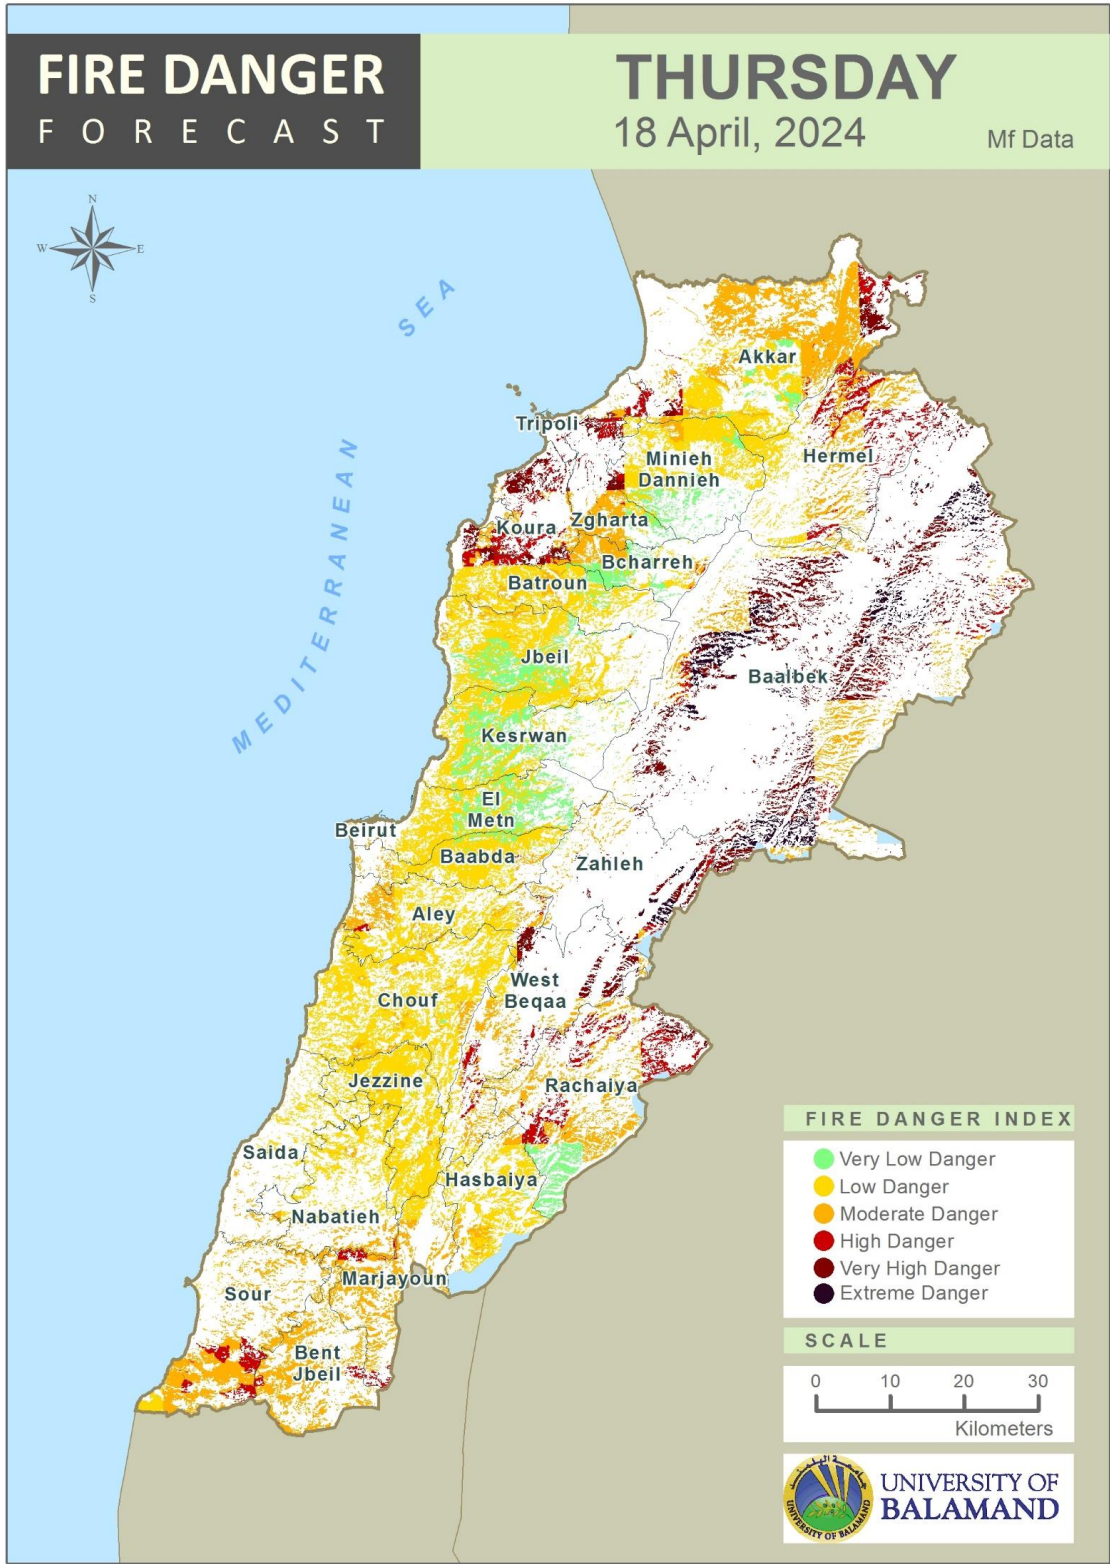 FIRE DANGER
FORECAST
THURSDAY
18 April, 2024
Mf Data
N
W
E
S
MEDITERRANEAN SEA
Akkar
Tripoli
Minieh
Dannieh
Hermel
Koura
Zgharta
Bcharreh
Batroun
Jbeil
Baalbek
Kesrwan
El
Metn
Beirut
Baabda
Zahleh
Aley
West
Beqaa
Chouf
Jezzine
Rachaiya
Saida
Hasbaiya
Nabatieh
Marjayoun
Sour
Bent
Jbeil
FIRE DANGER INDEX
Very Low Danger
Low Danger
Moderate Danger
High Danger
Very High Danger
Extreme Danger
SCALE
0 10 20 30
Kilometers
UNIVERSITY OF BALAMAND
UNIVERSITY OF
BALAMAND